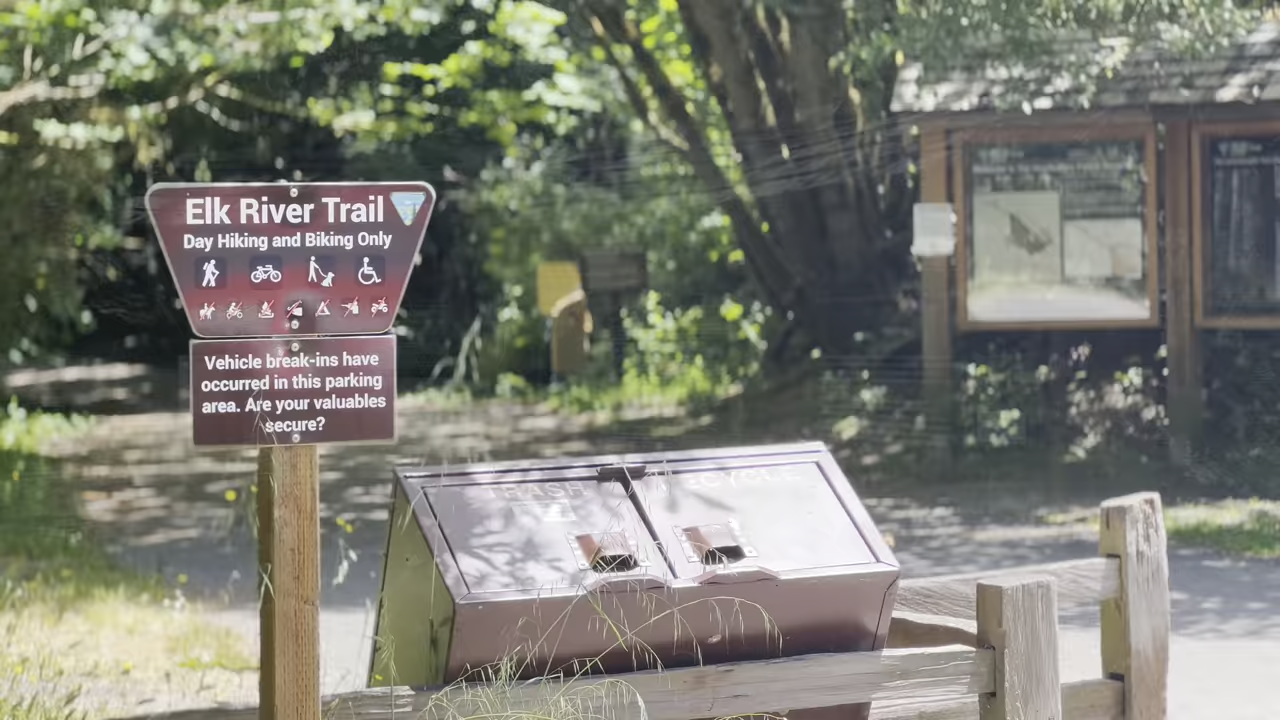 Elk River Trail
Day Hiking and Biking Only
Vehicle break-ins have
occurred in this parking
area. Are your valuables
secure?
TRASH